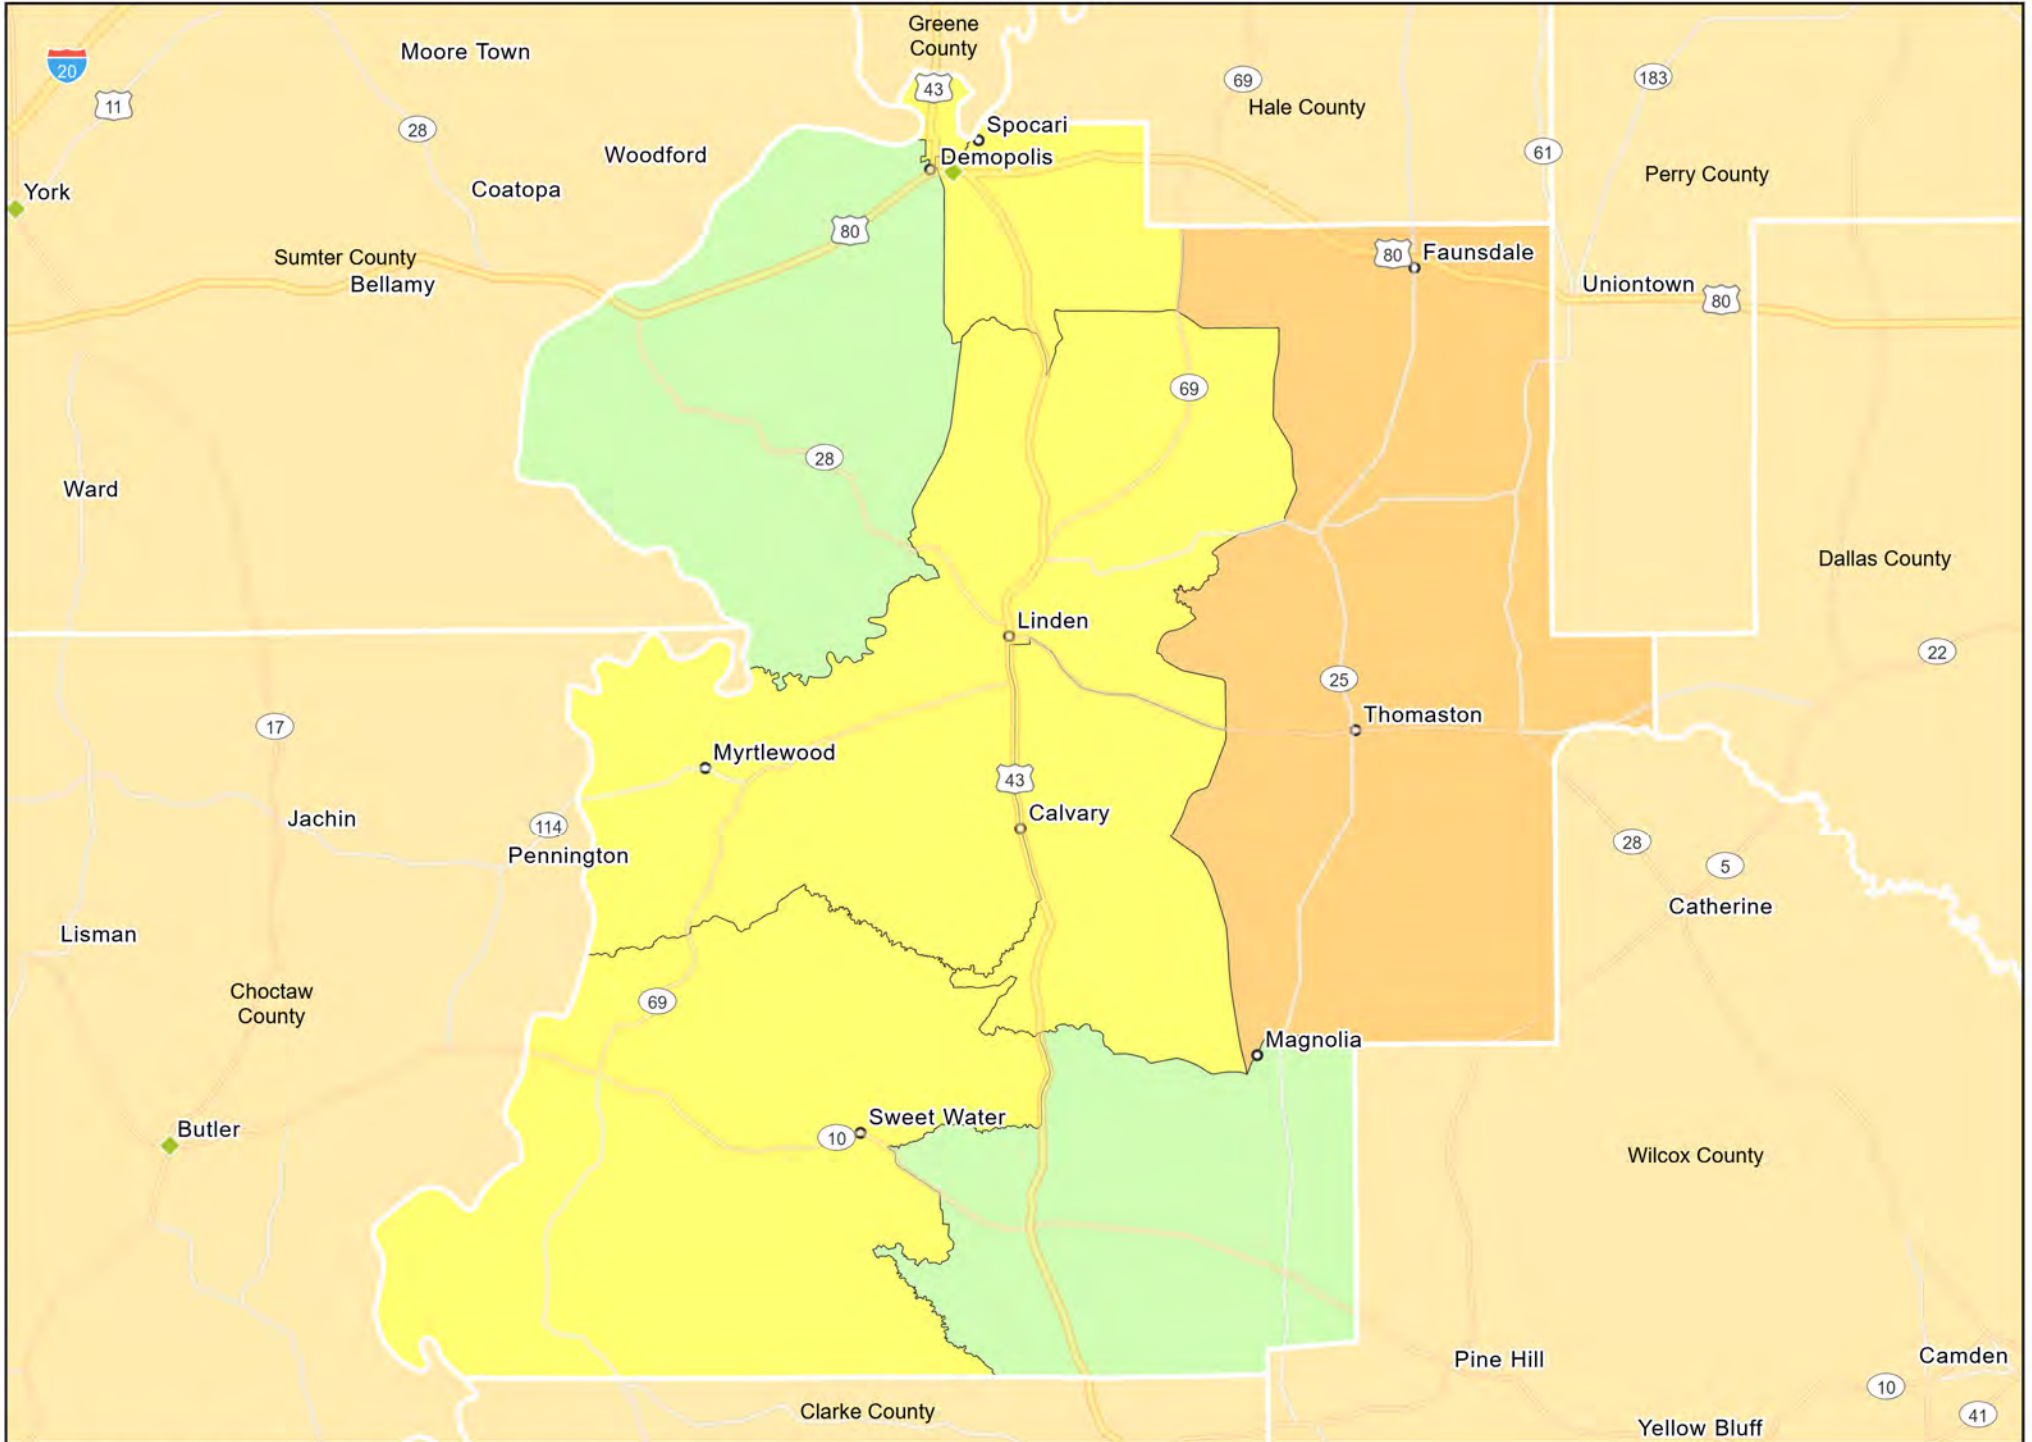 Greene
County
Moore Town
20
43
69
183
11
Hale County
28
Spocari
61
Woodford
Demopolis
Perry County
York
Coatopa
80
80
Faunsdale
Sumter County
Bellamy
Uniontown
80
69
28
Ward
Dallas County
Linden
22
25
Thomaston
17
Myrtlewood
43
Jachin
114
Calvary
28
Pennington
5
Catherine
Lisman
Choctaw
County
69
Magnolia
Sweet Water
Butler
10
Wilcox County
Pine Hill
Camden
10
Clarke County
41
Yellow Bluff